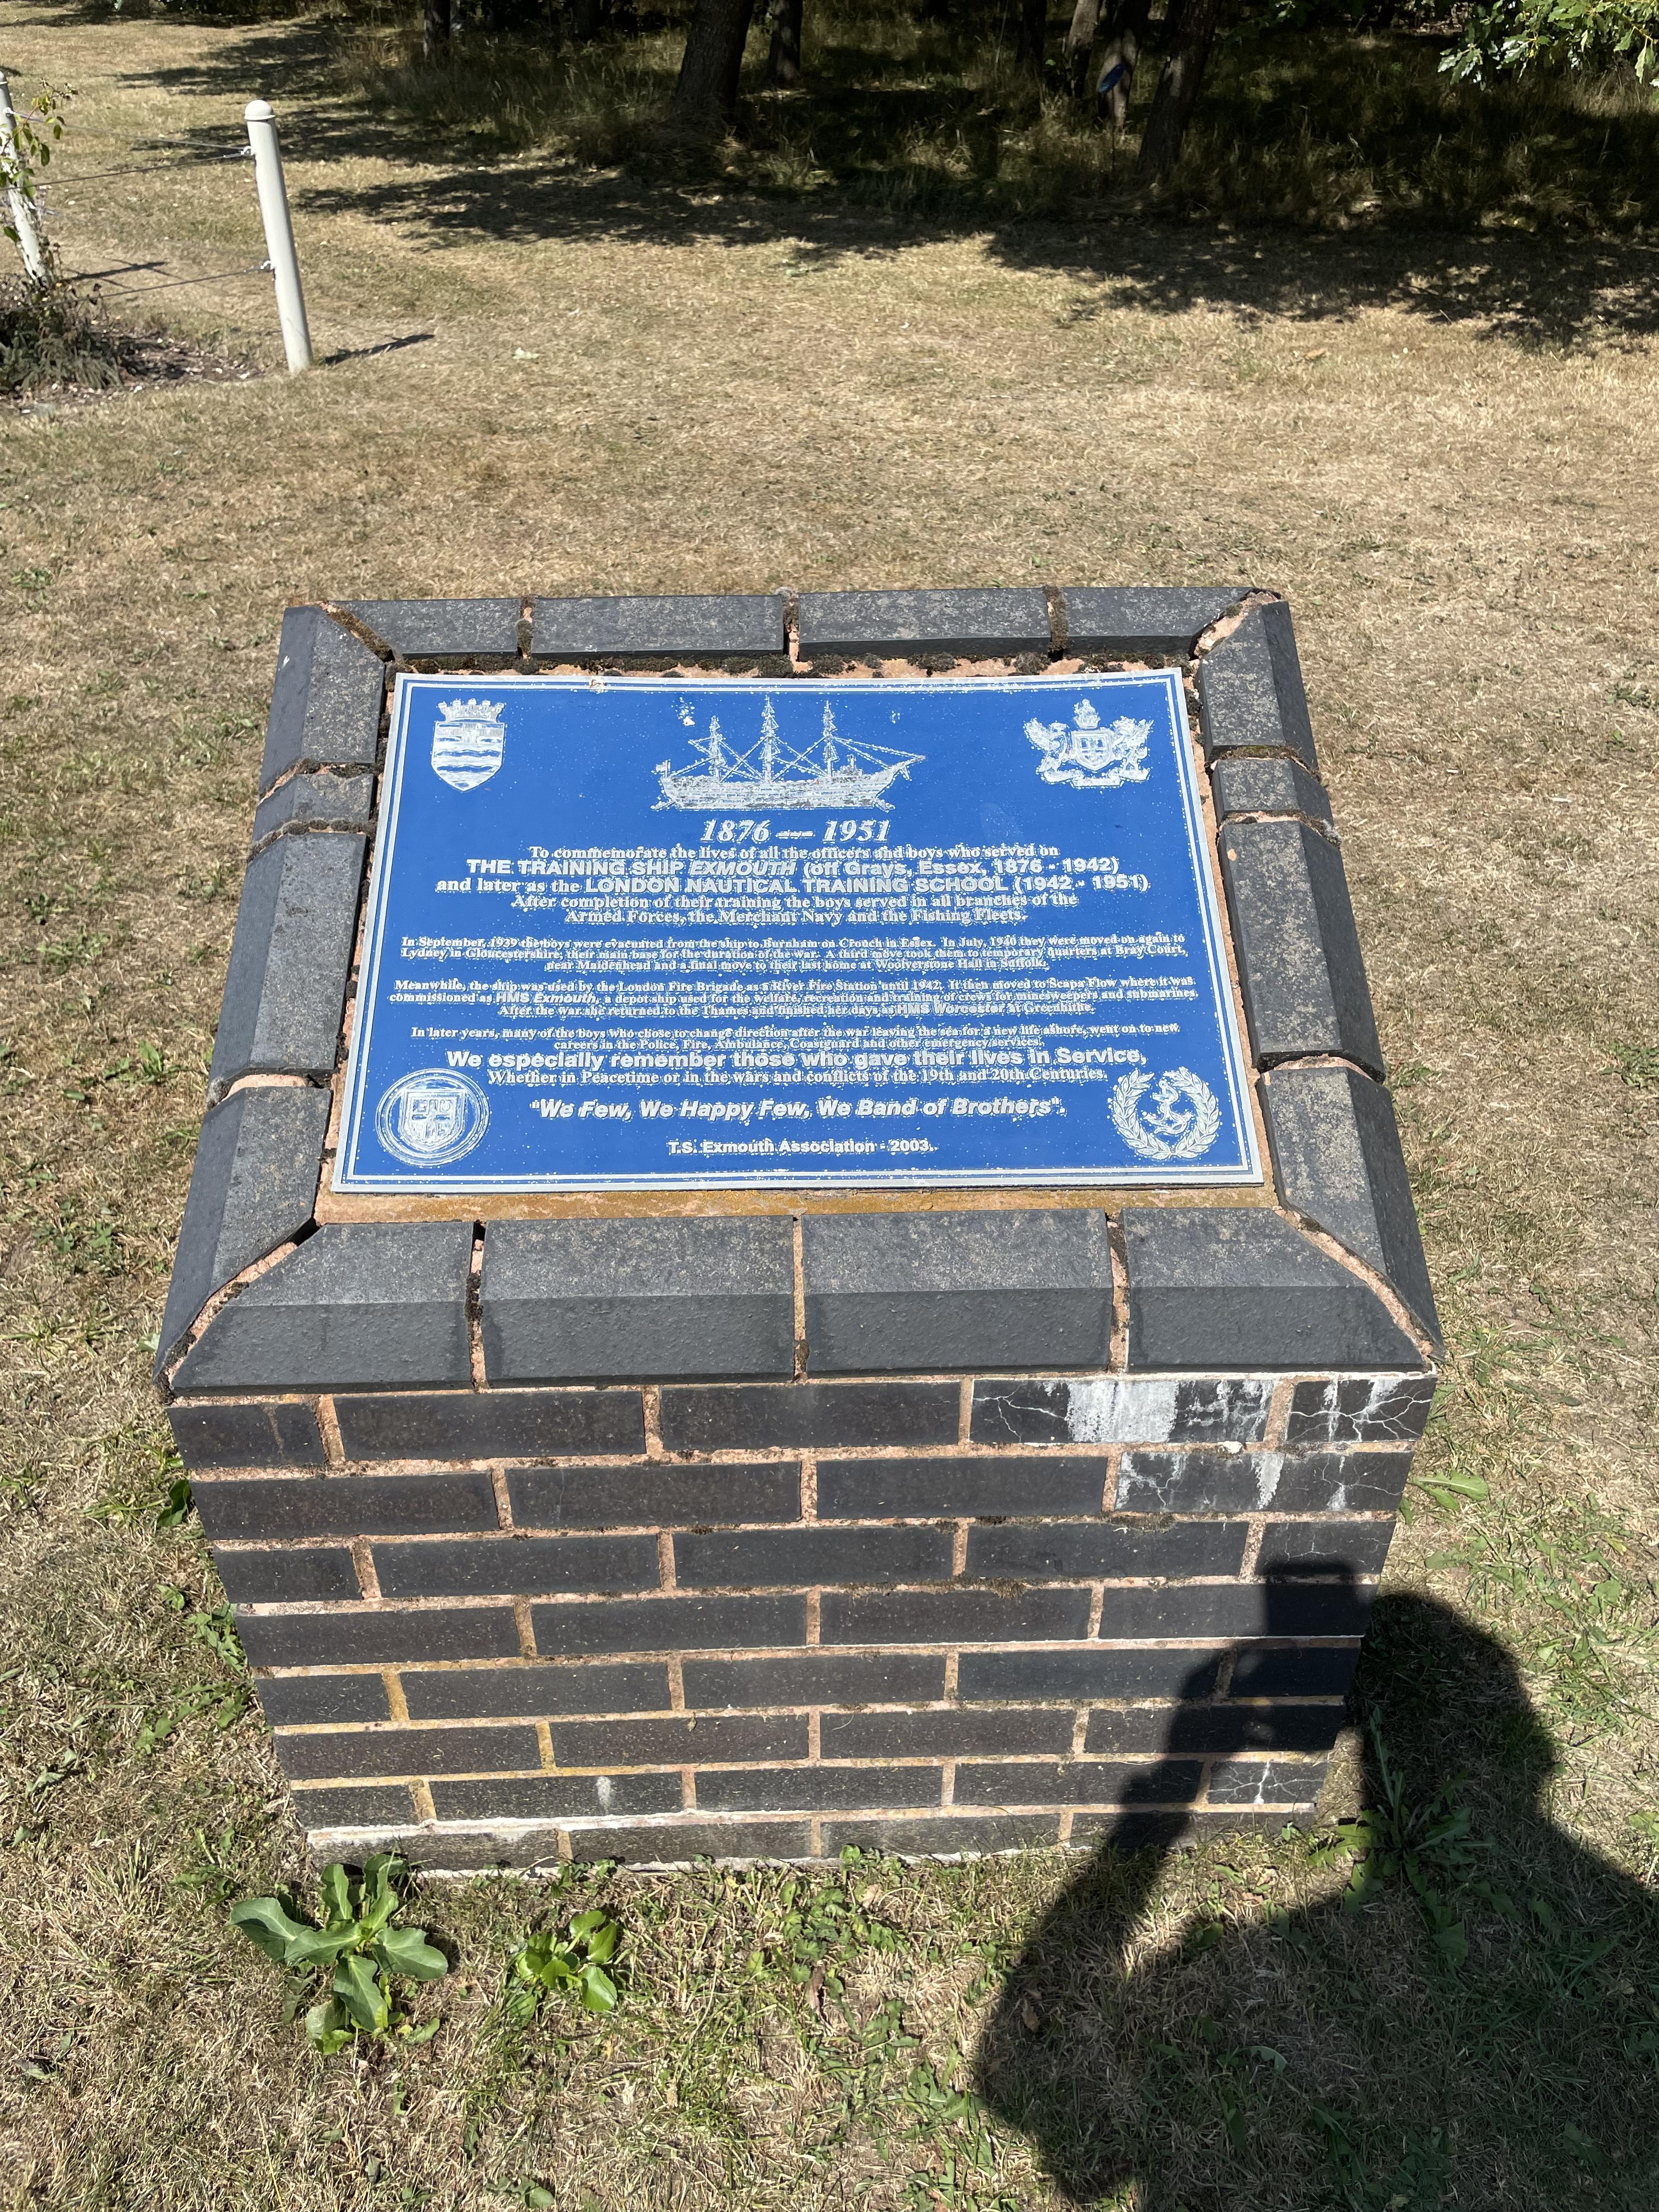 1876 --- 1951
To commemorate the lives of all the officers and boys who served on
THE TRAINING SHIP EXMOUTH (off Grays, Essex, 1876 - 1942)
and later as the LONDON NAUTICAL TRAINING SCHOOL (1942 - 1951)
After completion of their training the boys served in all branches of the
Armed Forces, the Merchant Navy and the Fishing Fleets.
In September, 1939 the boys were evacuated from the ship to Burnham on Crouch in Essex. In July, 1940 they were moved on again to
Lydney in Gloucestershire, their main base for the duration of the war. A third move took them to temporary quarters at Bray Court,
near Maidenhead and a final move to their last home at Woolverstone Hall in Suffolk.
Meanwhile, the ship was used by the London Fire Brigade as a River Fire Station until 1942. It then moved to Scapa Flow where it was
commissioned as HMS Exmouth, a depot ship used for the welfare, recreation and training of crews for minesweepers and submarines.
After the war she returned to the Thames and finished her days as HMS Worcester at Greenhithe.
In later years, many of the boys who chose to change direction after the war leaving the sea for a new life ashore, went on to new
careers in the Police, Fire, Ambulance, Coastguard and other emergency services.
We especially remember those who gave their lives in Service,
Whether in Peacetime or in the wars and conflicts of the 19th and 20th Centuries.
"We Few, We Happy Few, We Band of Brothers".
T.S. Exmouth Association - 2003.